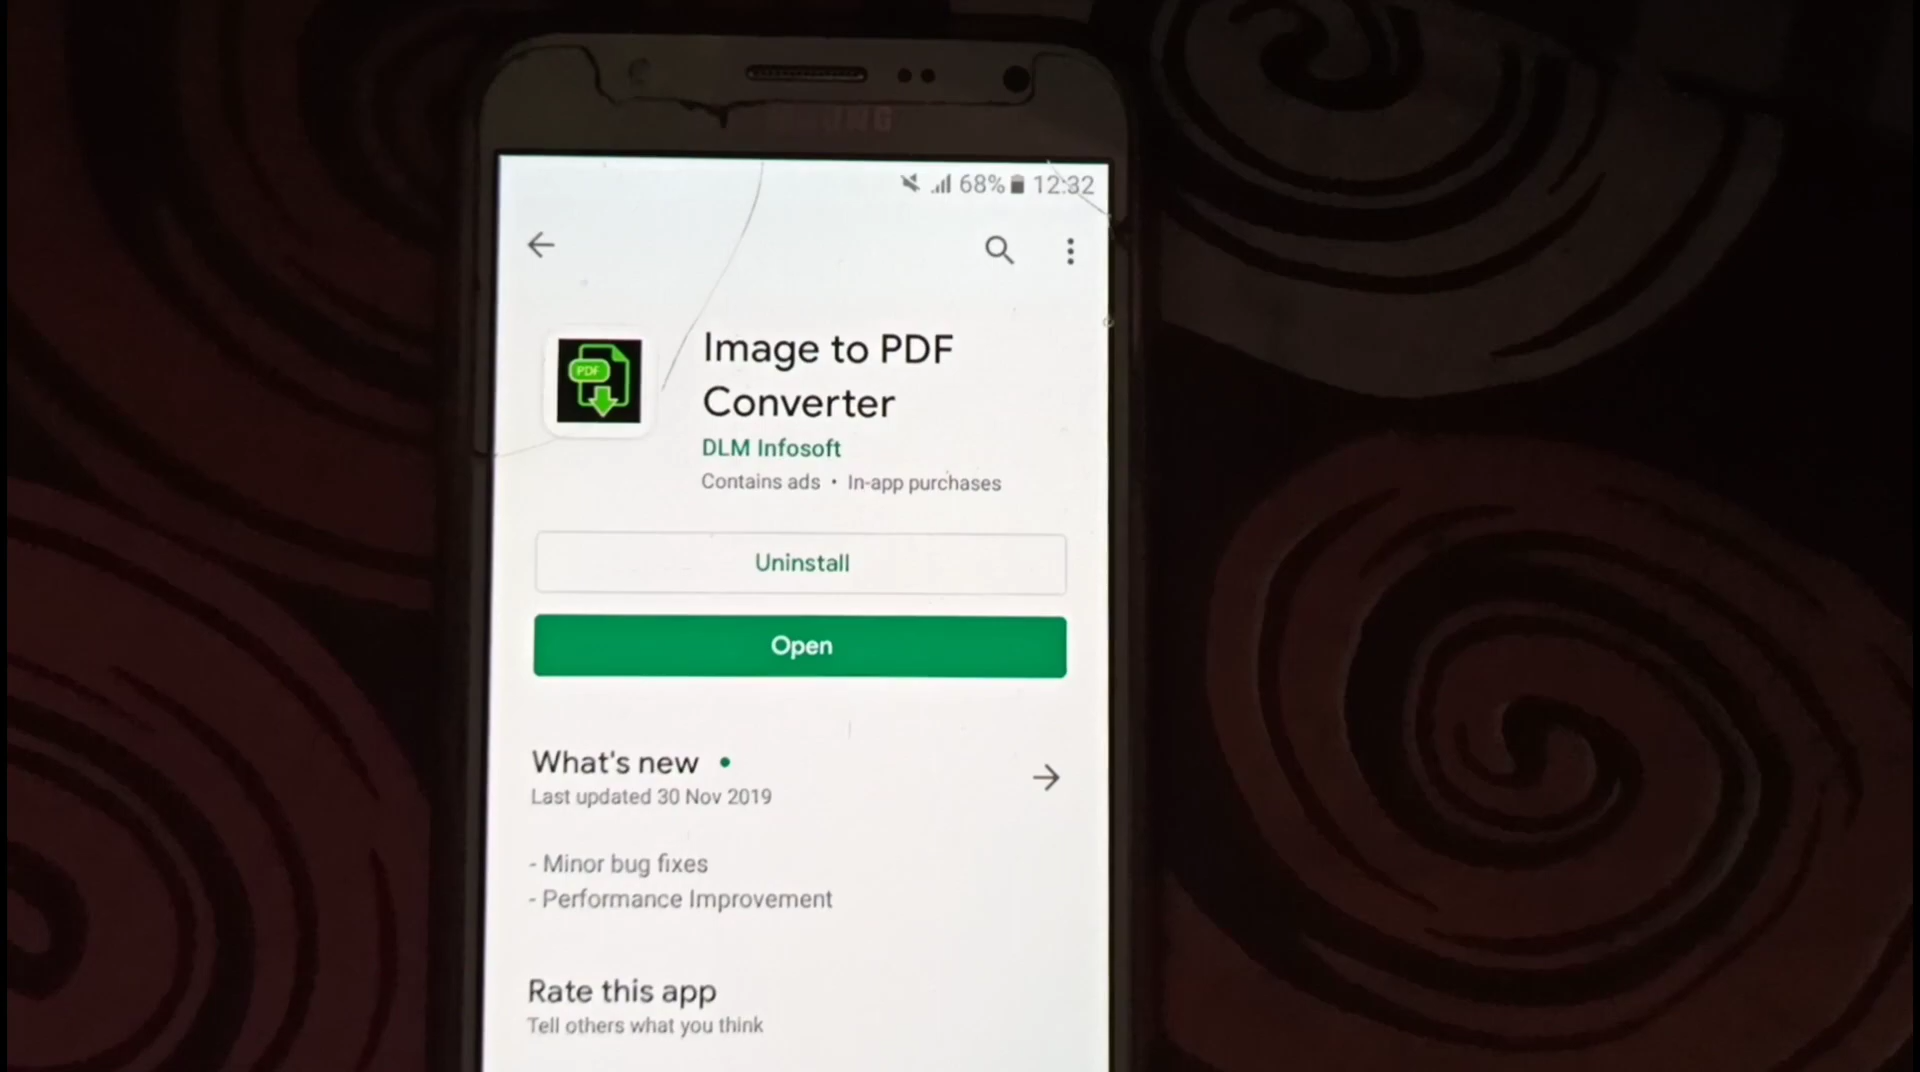 68% 12:32
PDF
Image to PDF
Converter
DLM Infosoft
Contains ads • In-app purchases
Uninstall
Open
What's new •
Last updated 30 Nov 2019
- Minor bug fixes
- Performance Improvement
Rate this app
Tell others what you think